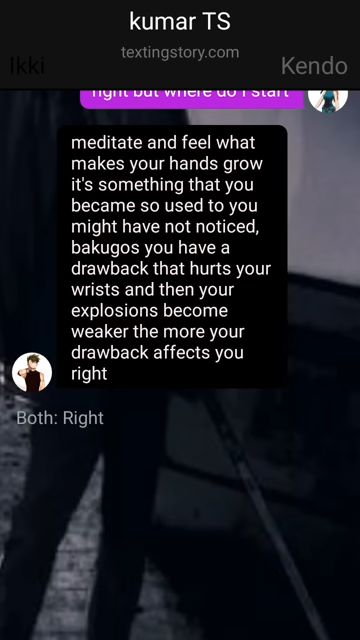 kumar TS
textingstory.com
Ikki
Kendo
right but where do I start
meditate and feel what
makes your hands grow
it's something that you
became so used to you
might have not noticed,
bakugos you have a
drawback that hurts your
wrists and then your
explosions become
weaker the more your
drawback affects you
right
Both: Right